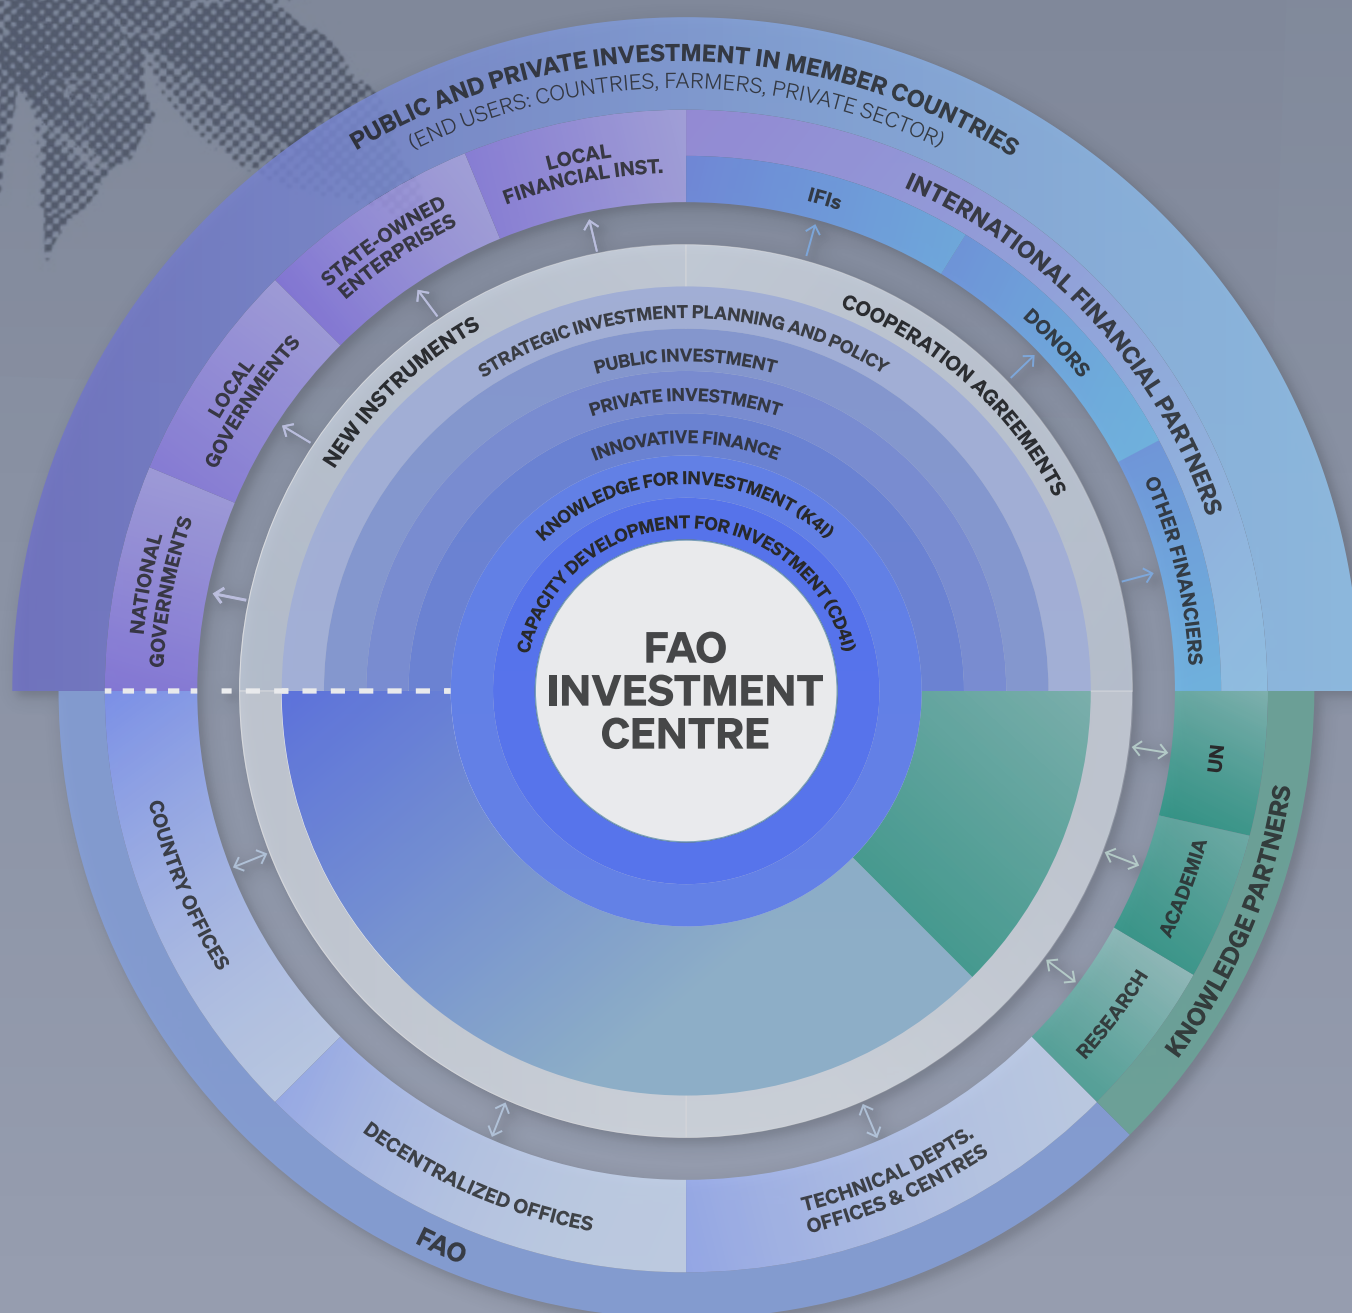 PUBLIC AND PRIVATE INVESTMENT IN MEMBER COUNTRIES
(END USERS: COUNTRIES, FARMERS, PRIVATE SECTOR)
LOCAL
FINANCIAL INST.
STATE-OWNED
ENTERPRISES
LOCAL
GOVERNMENTS
NATIONAL
GOVERNMENTS
INTERNATIONAL FINANCIAL PARTNERS
IFIs
DONORS
OTHER FINANCIERS
NEW INSTRUMENTS
COOPERATION AGREEMENTS
STRATEGIC INVESTMENT PLANNING AND POLICY
PUBLIC INVESTMENT
PRIVATE INVESTMENT
INNOVATIVE FINANCE
KNOWLEDGE FOR INVESTMENT (K4I)
CAPACITY DEVELOPMENT FOR INVESTMENT (CD4I)
FAO
INVESTMENT
CENTRE
UN
ACADEMIA
RESEARCH
KNOWLEDGE PARTNERS
COUNTRY OFFICES
DECENTRALIZED OFFICES
TECHNICAL DEPTS.
OFFICES & CENTRES
FAO